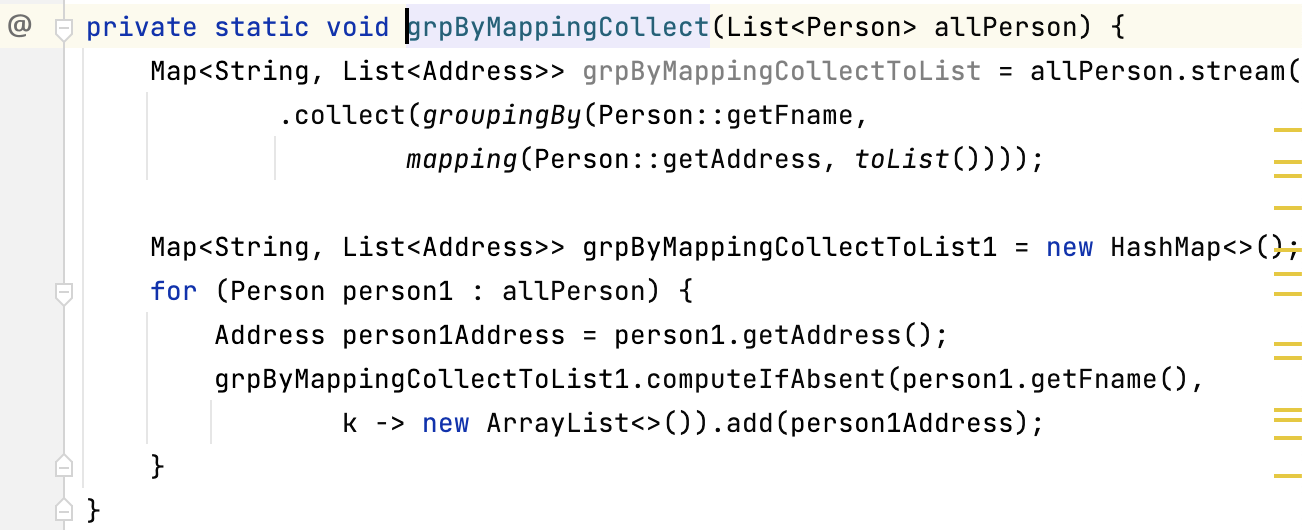 @ private static void grpByMappingCollect(List<Person> allPerson) {
Map<String, List<Address>> grpByMappingCollectToList = allPerson.stream(
.collect(groupingBy(Person::getFname,
mapping(Person::getAddress, toList())));
Map<String, List<Address>> grpByMappingCollectToList1 = new HashMap<>();
for (Person person1 : allPerson) {
Address person1Address = person1.getAddress();
grpByMappingCollectToList1.computeIfAbsent(person1.getFname(),
k -> new ArrayList<>()).add(person1Address);
}
}